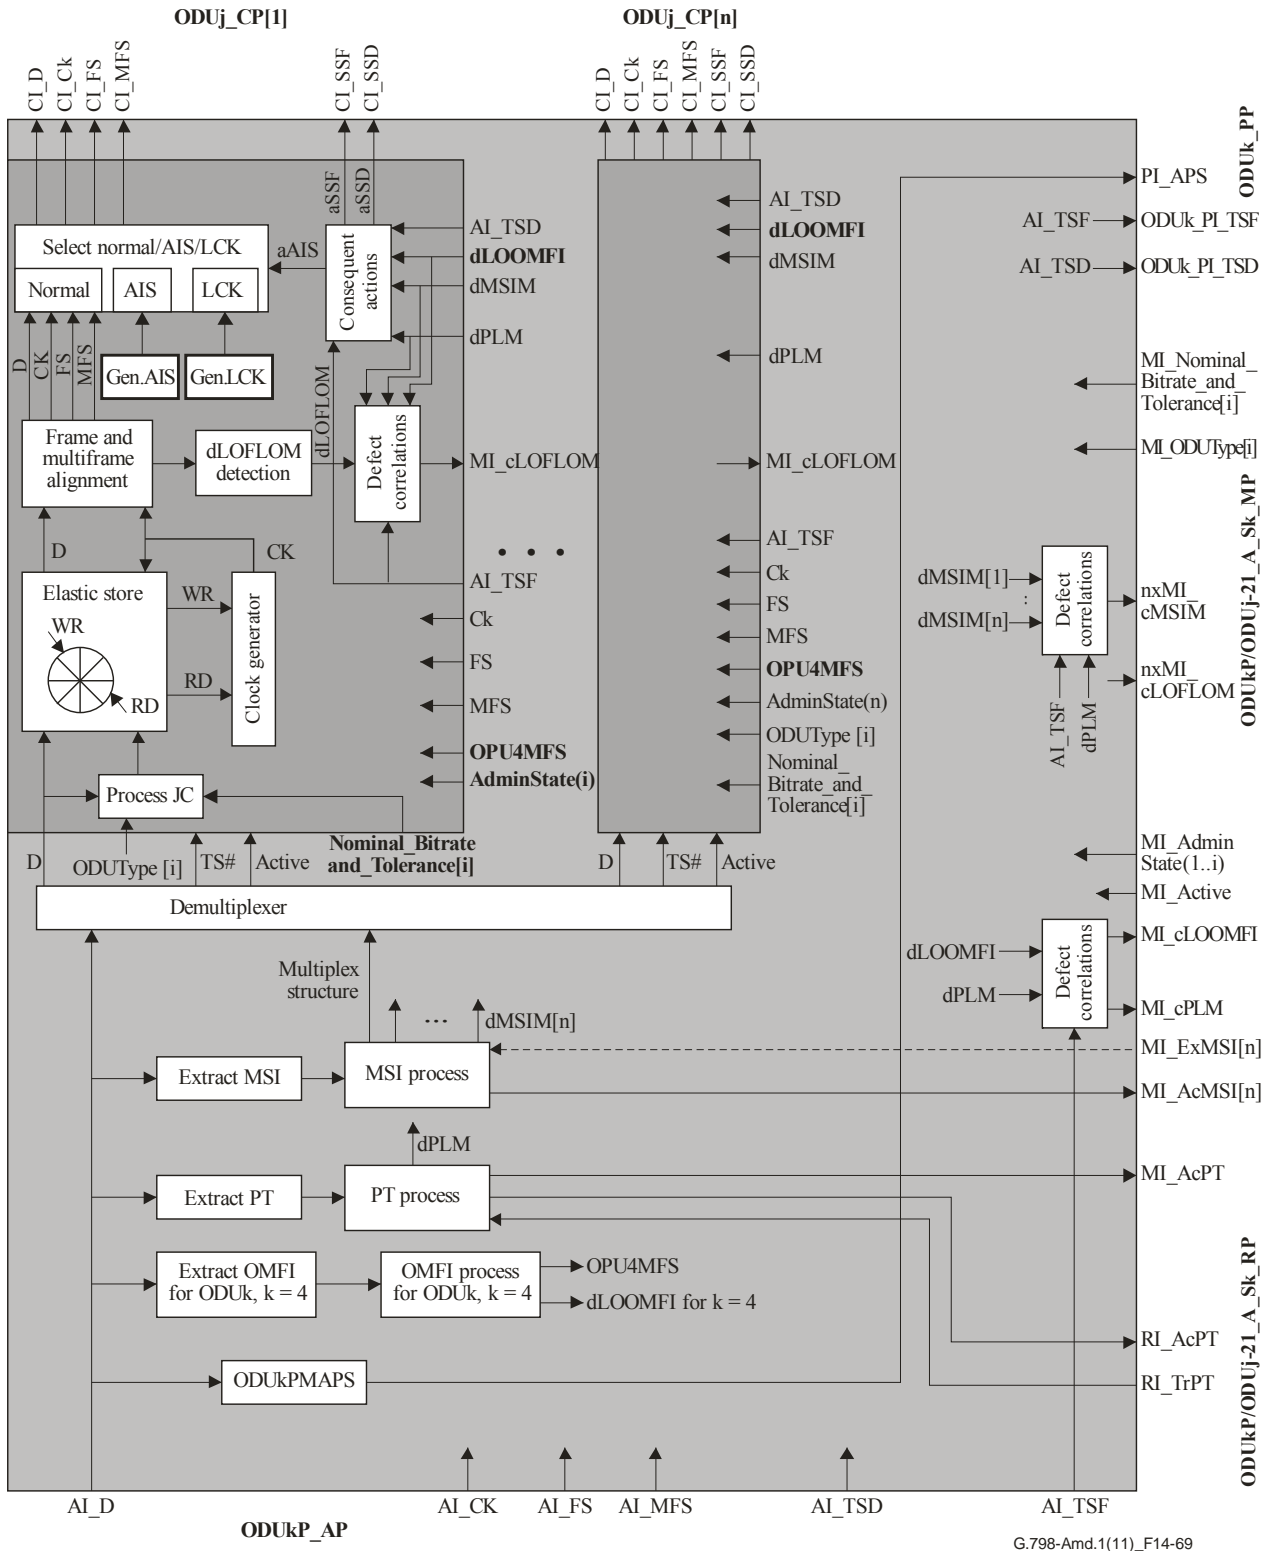 ODUj_CP[1]
ODUj_CP[n]
CI_D
CI_Ck
CI_FS
CI_MFS
CI_SSF
CI_SSD
CI_D
CI_Ck
CI_FS
CI_MFS
CI_SSF
CI_SSD
ODUk_PP
PI_APS
AI_TSF
ODUk_PI_TSF
AI_TSD
ODUk_PI_TSD
aSSF
aSSD
AI_TSD
dLOOMFI
dMSIM
dPLM
Select normal/AIS/LCK
aAIS
Normal
AIS
LCK
Consequent
actions
D
CK
FS
MFS
Gen.AIS
Gen.LCK
dLOFLOM
AI_TSD
dLOOMFI
dMSIM
dPLM
MI_Nominal_
Bitrate_and_
Tolerance[i]
MI_ODUType[i]
Frame and
multiframe
alignment
dLOFLOM
detection
Defect
correlations
MI_cLOFLOM
MI_cLOFLOM
ODUkP/ODUj-21_A_Sk_MP
D
CK
• • •
AI_TSF
AI_TSF
Elastic store
WR
WR
RD
RD
Clock generator
Ck
FS
MFS
OPU4MFS
AdminState(i)
Ck
FS
MFS
OPU4MFS
AdminState(n)
ODUType [i]
Nominal_
Bitrate_and_
Tolerance[i]
dMSIM[1]
..
dMSIM[n]
Defect
correlations
nxMI_
cMSIM
nxMI_
cLOFLOM
AI_TSF
dPLM
Process JC
D
ODUType [i]
TS#
Active
Nominal_Bitrate
and_Tolerance[i]
D
TS#
Active
MI_Admin
State(1..i)
MI_Active
Demultiplexer
dLOOMFI
dPLM
Defect
correlations
MI_cLOOMFI
MI_cPLM
Multiplex
structure
...
dMSIM[n]
MI_ExMSI[n]
Extract MSI
MSI process
MI_AcMSI[n]
dPLM
Extract PT
PT process
MI_AcPT
Extract OMFI
for ODUk, k = 4
OMFI process
for ODUk, k = 4
OPU4MFS
dLOOMFI for k = 4
ODUkP/ODUj-21_A_Sk_RP
RI_AcPT
ODUkPMAPS
RI_TrPT
AI_D
AI_CK
AI_FS
AI_MFS
AI_TSD
AI_TSF
ODUkP_AP
G.798-Amd.1(11)_F14-69